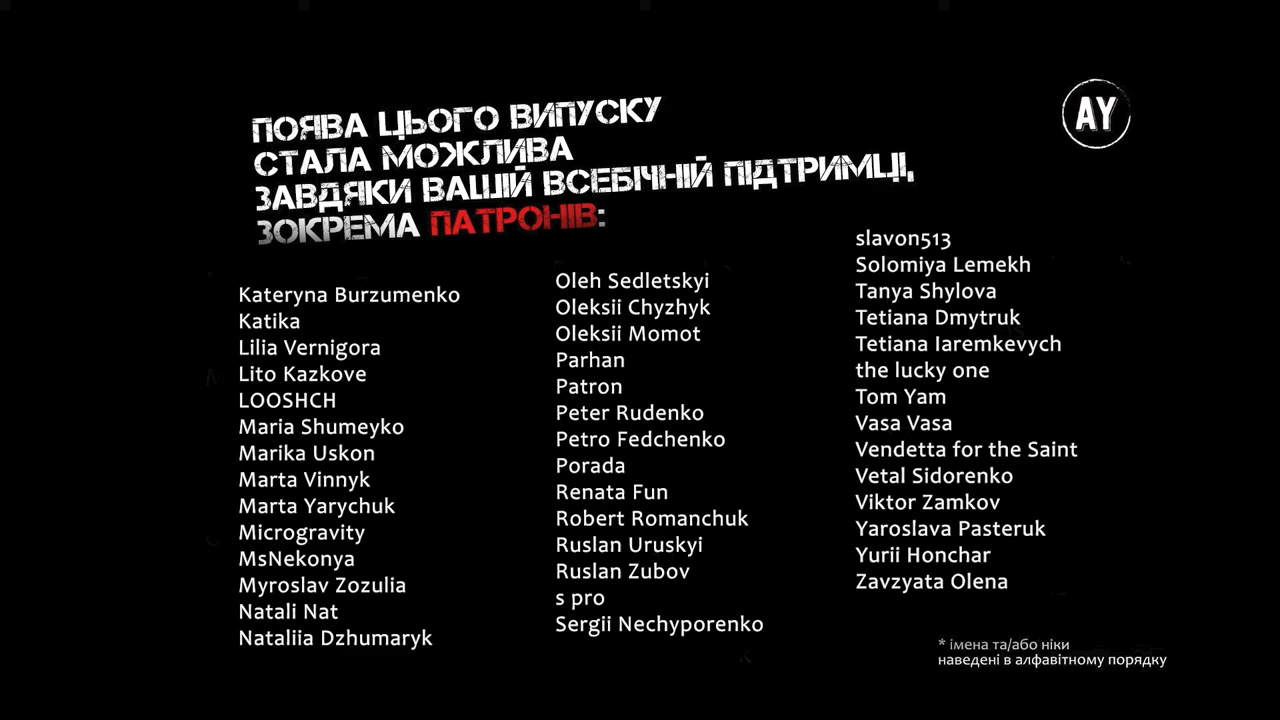 ПОЯВА ЦЬОГО ВИПУСКУ
СТАЛА МОЖЛИВА
ЗАВДЯКИ ВАШІЙ ВСЕБІЧНІЙ ПІДТРИМЦІ,
ЗОКРЕМА ПАТРОНІВ:
AY
Kateryna Burzumenko
Katika
Lilia Vernigora
Lito Kazkove
LOOSHCH
Maria Shumeyko
Marika Uskon
Marta Vinnyk
Marta Yarychuk
Microgravity
MsNekonya
Myroslav Zozulia
Natali Nat
Nataliia Dzhumaryk
Oleh Sedletskyi
Oleksii Chyzhyk
Oleksii Momot
Parhan
Patron
Peter Rudenko
Petro Fedchenko
Porada
Renata Fun
Robert Romanchuk
Ruslan Uruskyi
Ruslan Zubov
s pro
Sergii Nechyporenko
slavon513
Solomiya Lemekh
Tanya Shylova
Tetiana Dmytruk
Tetiana Iaremkevych
the lucky one
Tom Yam
Vasa Vasa
Vendetta for the Saint
Vetal Sidorenko
Viktor Zamkov
Yaroslava Pasteruk
Yurii Honchar
Zavzyata Olena
* імена та/або ніки
наведені в алфавітному порядку